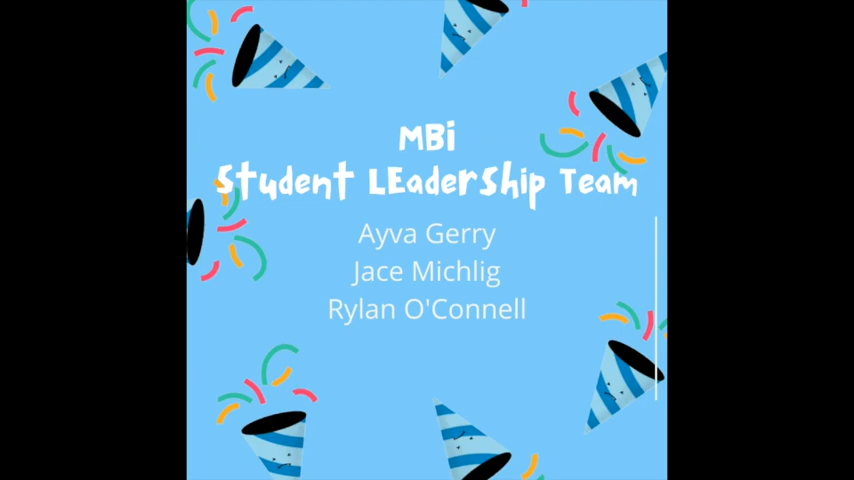 MBi
Student LEaderShip Team
Ayva Gerry
Jace Michlig
Rylan O'Connell